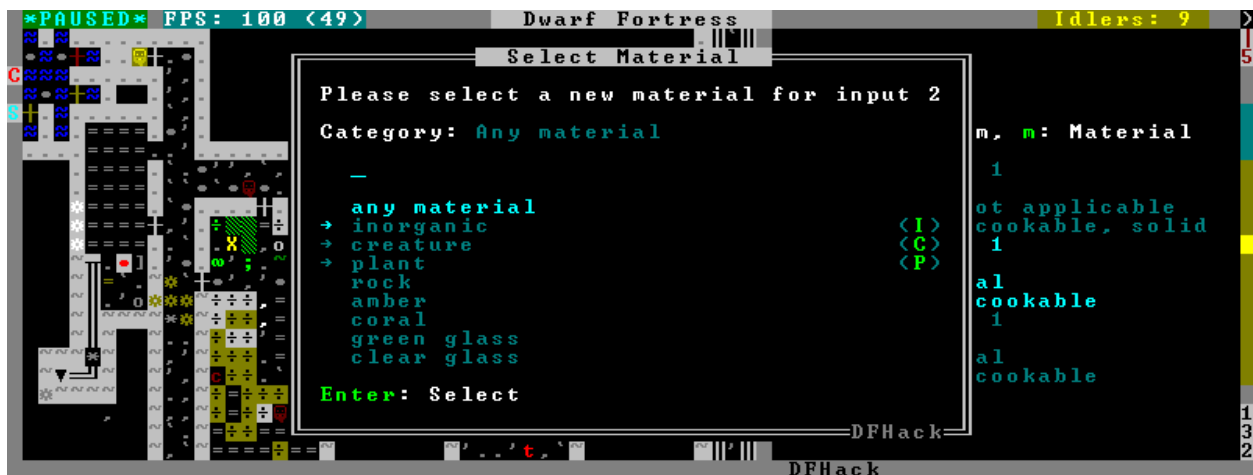 *PAUSED* FPS: 100 (49) Dwarf Fortress Idlers: 9
Select Material
Please select a new material for input 2
Category: Any material
m, m: Material
1
any material
ot applicable
→ inorganic (I)
cookable, solid
→ creature (C)
1
→ plant (P)
rock
al
amber
cookable
coral
1
green glass
clear glass
al
cookable
Enter: Select
DFHack
DFHack